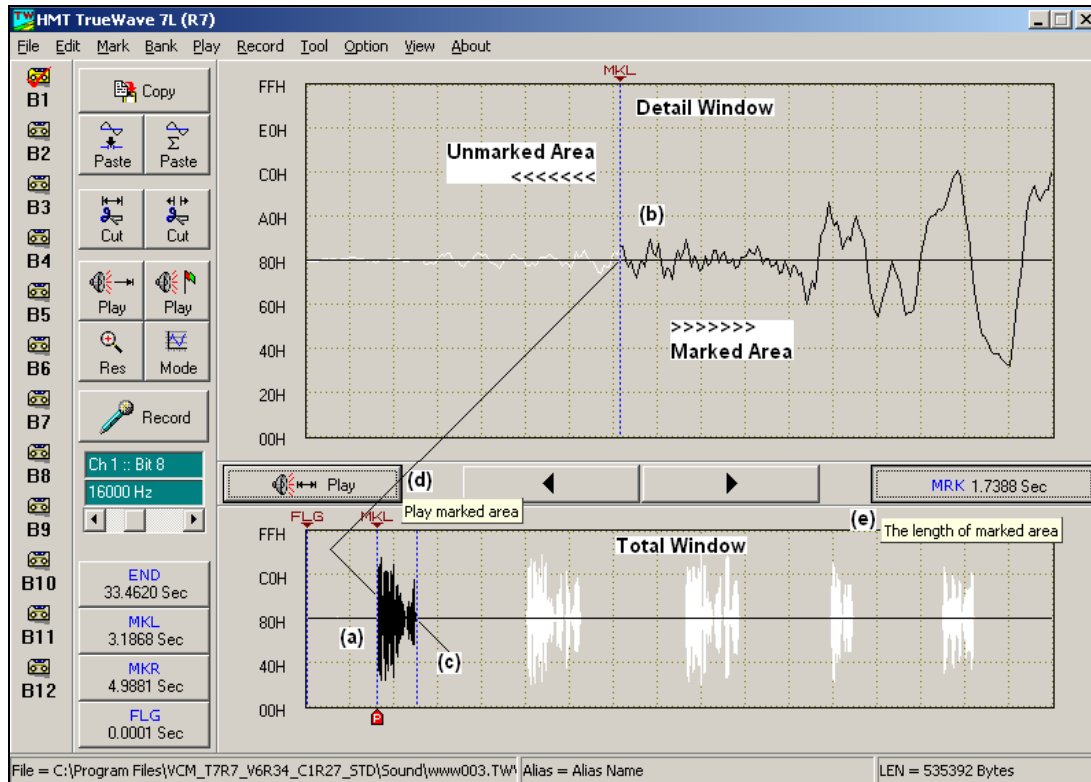 HMT TrueWave 7L (R7)
File Edit Mark Bank Play Record Tool Option View About
B1
B2
B3
B4
B5
B6
B7
B8
B9
B10
B11
B12
Copy
Paste Paste
Cut Cut
Play Play
Res Mode
Record
Ch 1 :: Bit 8
16000 Hz
END
33.4620 Sec
MKL
3.1868 Sec
MKR
4.9881 Sec
FLG
0.0001 Sec
MKL
FFH
E0H
C0H
A0H
80H
60H
40H
20H
00H
Detail Window
Unmarked Area
<<<<<<<
(b)
>>>>>>>
Marked Area
Play
(d)
Play marked area
MRK 1.7388 Sec
(e)
The length of marked area
FLG MKL
FFH
C0H
80H
40H
00H
Total Window
(a)
(c)
P
File = C:\Program Files\VCM_T7R7_V6R34_C1R27_STD\Sound\www003.TW Alias = Alias Name LEN = 535392 Bytes